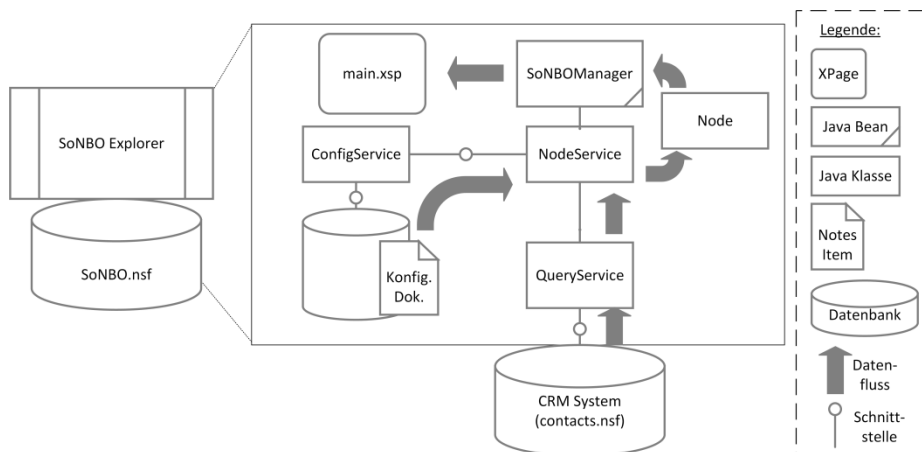 SoNBO Explorer
SoNBO.nsf
main.xsp
SoNBOManager
Node
ConfigService
NodeService
Konfig.
Dok.
QueryService
CRM System
(contacts.nsf)
Legende:
XPage
Java Bean
Java Klasse
Notes
Item
Datenbank
Daten-
fluss
Schnitt-
stelle